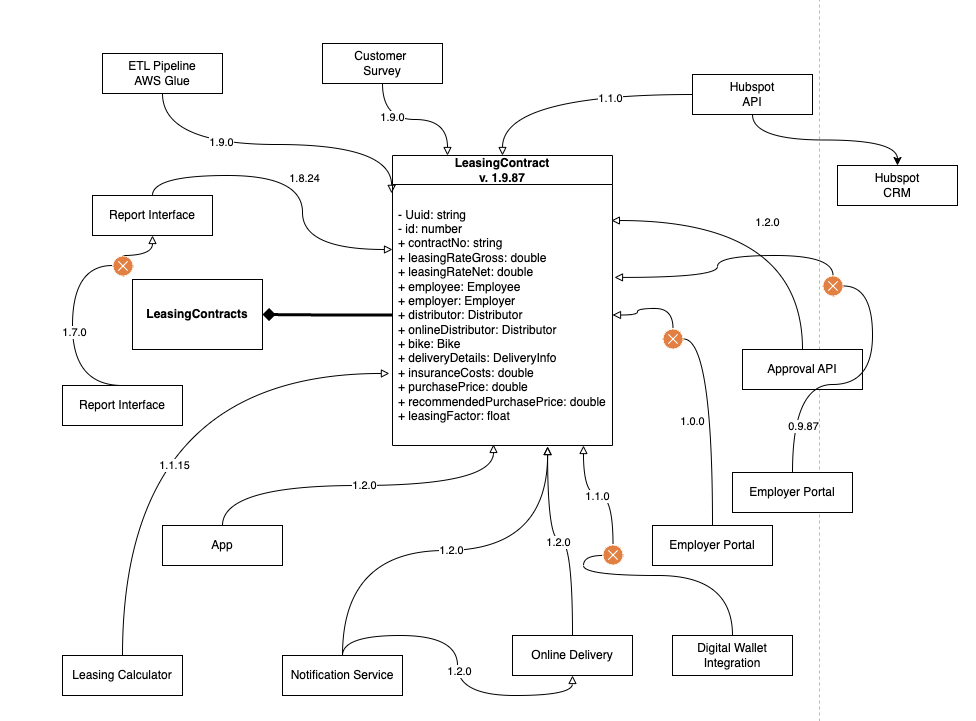 ETL Pipeline
AWS Glue
Customer
Survey
Hubspot
API
1.9.0
1.9.0
1.1.0
Hubspot
CRM
LeasingContract
v. 1.9.87
1.8.24
Report Interface
1.2.0
- Uuid: string
- id: number
+ contractNo: string
+ leasingRateGross: double
+ leasingRateNet: double
+ employee: Employee
+ employer: Employer
+ distributor: Distributor
+ onlineDistributor: Distributor
+ bike: Bike
+ deliveryDetails: DeliveryInfo
+ insuranceCosts: double
+ purchasePrice: double
+ recommendedPurchasePrice: double
+ leasingFactor: float
LeasingContracts
1.7.0
Report Interface
Approval API
1.0.0
0.9.87
1.1.15
1.2.0
1.1.0
Employer Portal
App
1.2.0
1.2.0
Employer Portal
Leasing Calculator
Notification Service
1.2.0
Online Delivery
Digital Wallet
Integration